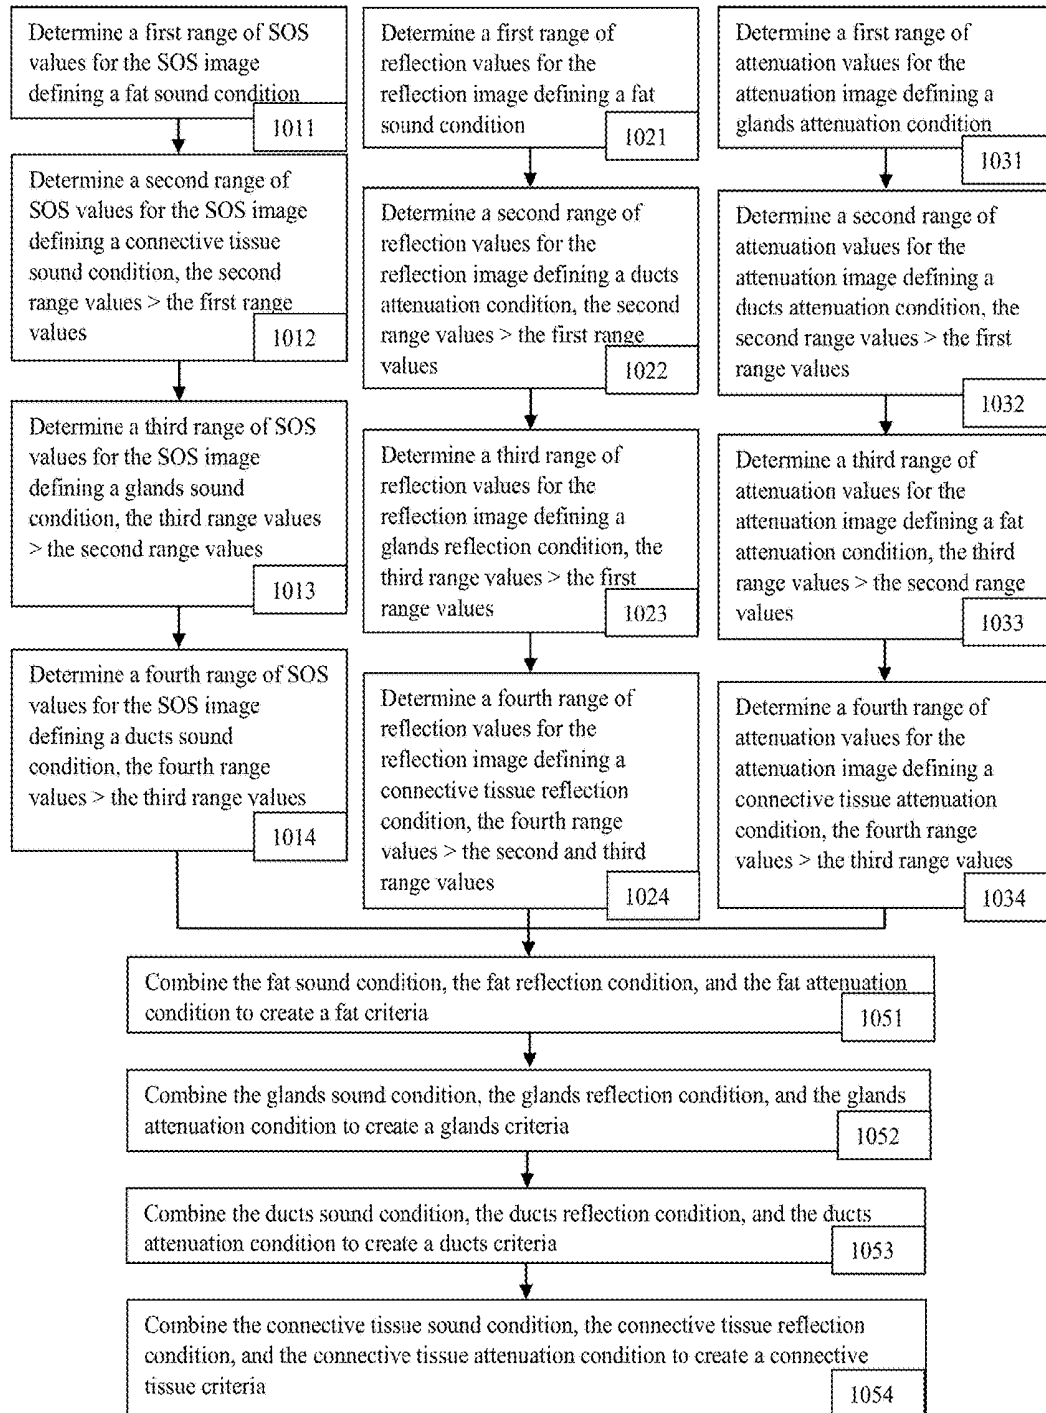 Determine a first range of SOS
values for the SOS image
defining a fat sound condition
1011
Determine a second range of
SOS values for the SOS image
defining a connective tissue
sound condition, the second
range values > the first range
values
1012
Determine a third range of SOS
values for the SOS image
defining a glands sound
condition, the third range values
> the second range values
1013
Determine a fourth range of SOS
values for the SOS image
defining a ducts sound
condition, the fourth range
values > the third range values
1014
Determine a first range of
reflection values for the
reflection image defining a fat
sound condition
1021
Determine a second range of
reflection values for the
reflection image defining a ducts
attenuation condition, the second
range values > the first range
values
1022
Determine a third range of
reflection values for the
reflection image defining a
glands reflection condition, the
third range values > the first
range values
1023
Determine a fourth range of
reflection values for the
reflection image defining a
connective tissue reflection
condition, the fourth range
values > the second and third
range values
1024
Determine a first range of
attenuation values for the
attenuation image defining a
glands attenuation condition
1031
Determine a second range of
attenuation values for the
attenuation image defining a
ducts attenuation condition, the
second range values > the first
range values
1032
Determine a third range of
attenuation values for the
attenuation image defining a fat
attenuation condition, the third
range values > the second range
values
1033
Determine a fourth range of
attenuation values for the
attenuation image defining a
connective tissue attenuation
condition, the fourth range
values > the third range values
1034
Combine the fat sound condition, the fat reflection condition, and the fat attenuation
condition to create a fat criteria
1051
Combine the glands sound condition, the glands reflection condition, and the glands
attenuation condition to create a glands criteria
1052
Combine the ducts sound condition, the ducts reflection condition, and the ducts
attenuation condition to create a ducts criteria
1053
Combine the connective tissue sound condition, the connective tissue reflection
condition, and the connective tissue attenuation condition to create a connective
tissue criteria
1054